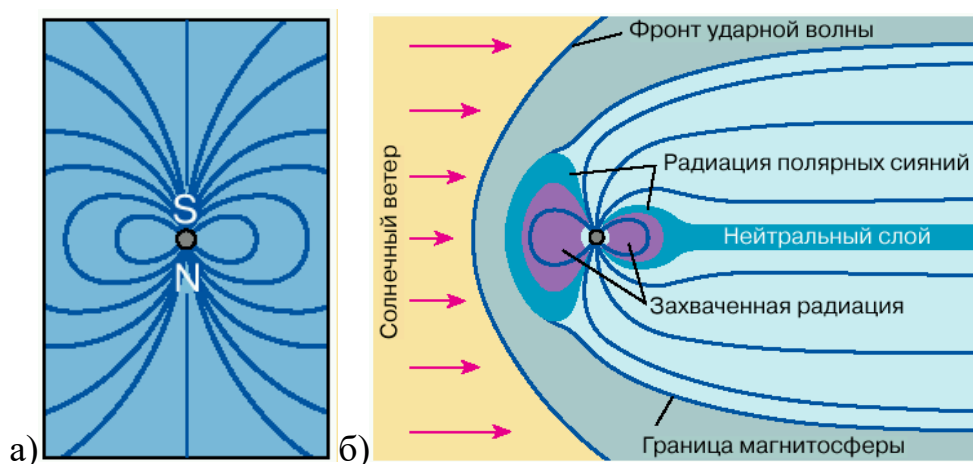 а)
S
N
б)
Солнечный ветер
Фронт ударной волны
Радиация полярных сияний
Нейтральный слой
Захваченная радиация
Граница магнитосферы